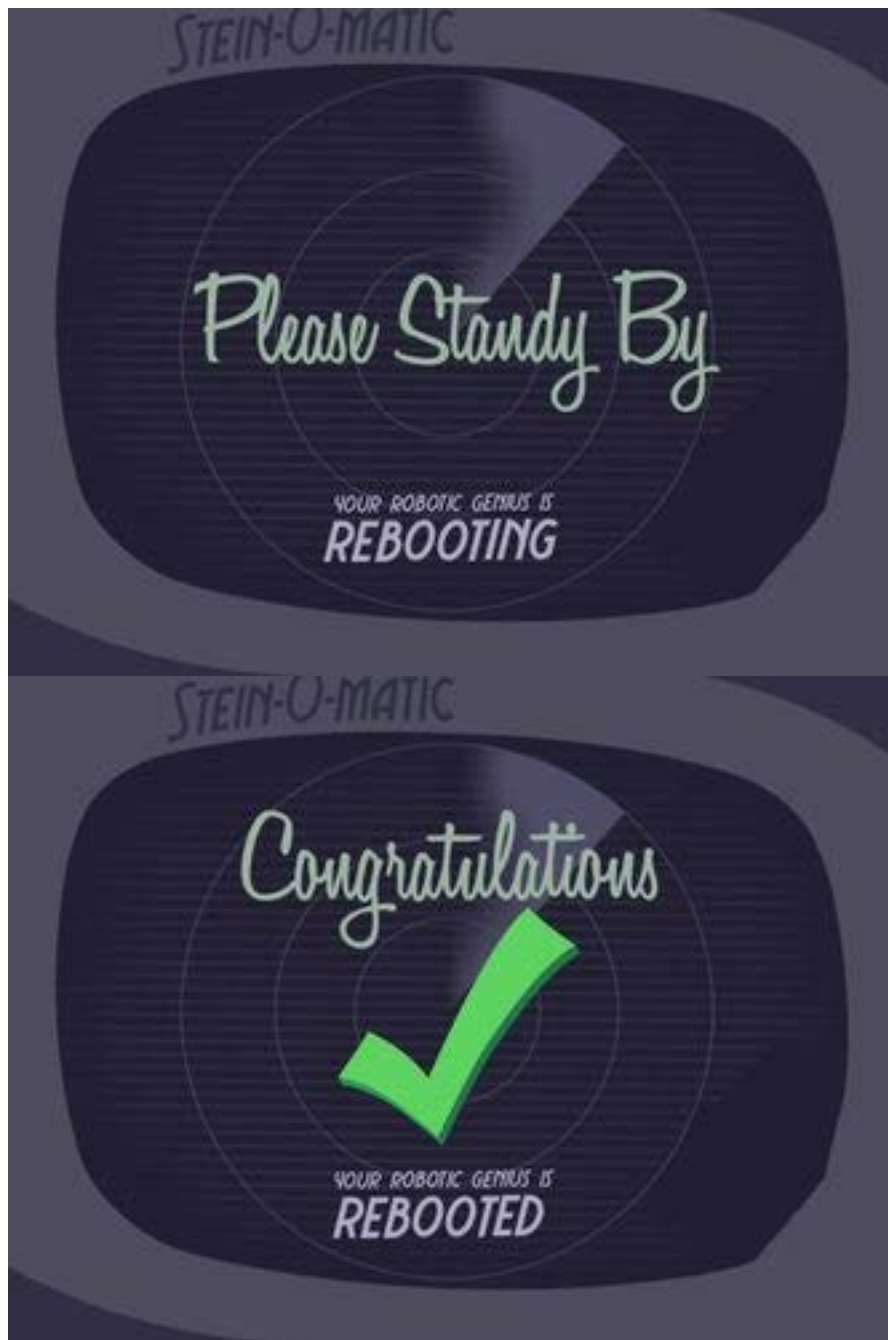 STEIN-O-MATIC
Please Standy By
YOUR ROBOTIC GENIUS IS
REBOOTING
STEIN-O-MATIC
Congratulations
YOUR ROBOTIC GENIUS IS
REBOOTED